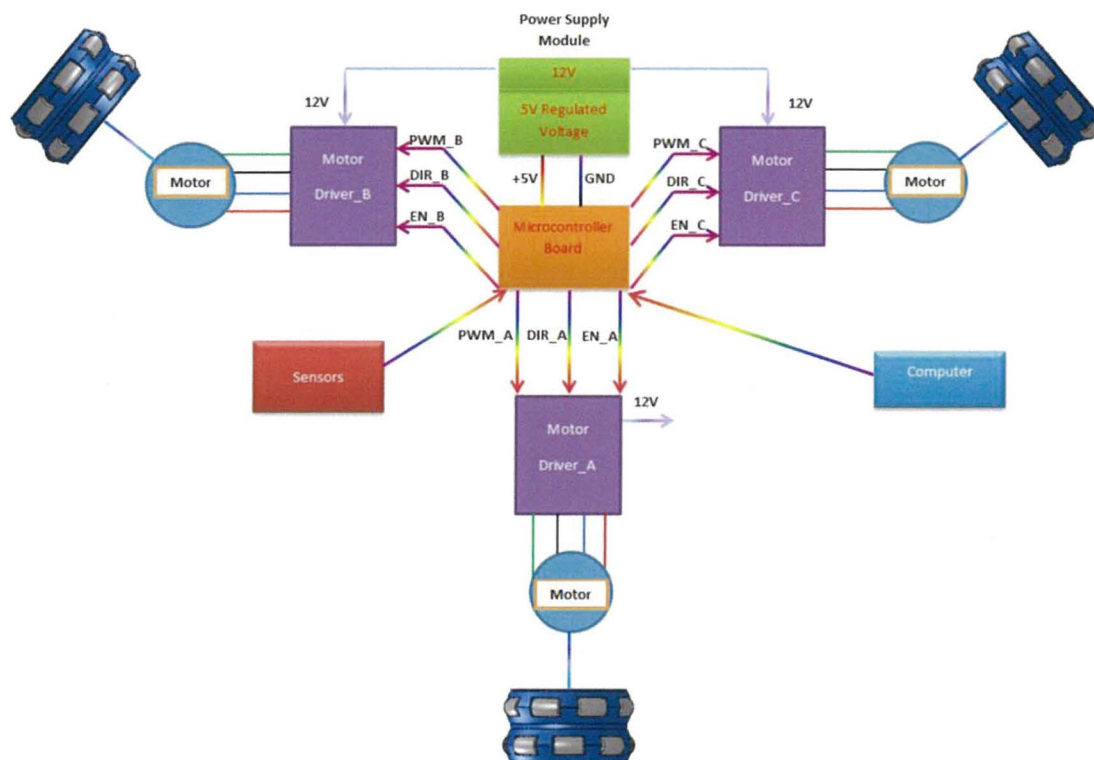 Power Supply
Module
12V
5V Regulated
Voltage
12V
12V
Motor
Driver_B
PWM_B
DIR_B
EN_B
Motor
+5V
GND
Microcontroller
Board
PWM_C
DIR_C
EN_C
Motor
Driver_C
Motor
Sensors
PWM_A
DIR_A
EN_A
Computer
Motor
Driver_A
12V
Motor